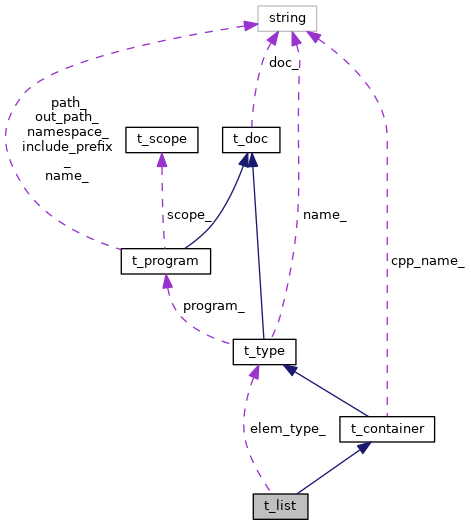 string
doc_
path_
out_path_
namespace_
include_prefix
_
name_
t_scope
t_doc
scope_
name_
cpp_name_
t_program
program_
t_type
elem_type_
t_container
t_list